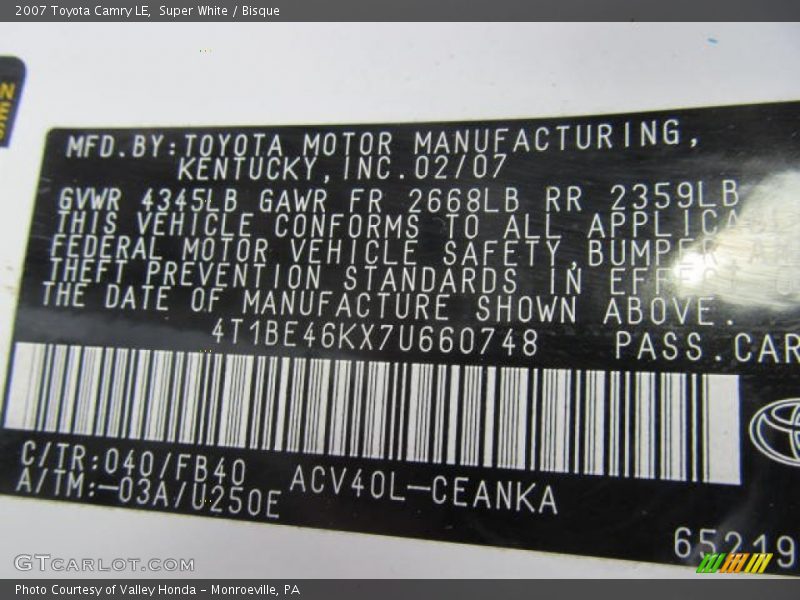 2007 Toyota Camry LE, Super White / Bisque
NES
MFD.BY:TOYOTA MOTOR MANUFACTURING,
KENTUCKY,INC.02/07
GVWR 4345LB GAWR FR 2668LB RR 2359LB
THIS VEHICLE CONFORMS TO ALL
FEDERAL MOTOR VEHICLE SAFETY,BUMPER
THEFT PREVENTION STANDARDS IN
THE DATE OF MANUFACTURE SHOWN ABOVE.
4T1BE46KX7U660748 PASS.CAR
C/TR:040/FB40 ACV40L-CEANKA
A/TM:-03A/U250E
65219
GTcarlot.com
Photo Courtesy of Valley Honda - Monroeville, PA